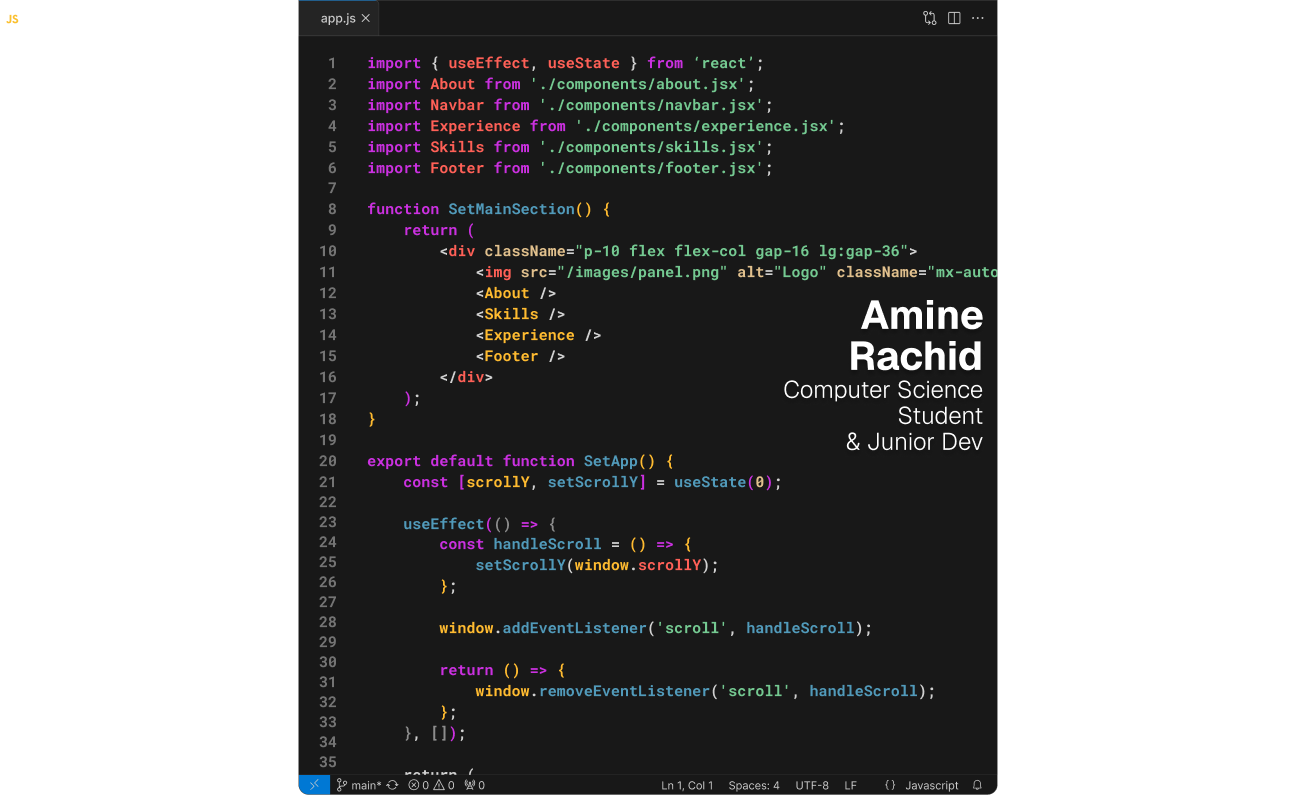 JS
app.js
1 import { useEffect, useState } from ‘react’;
2 import About from './components/about.jsx';
3 import Navbar from './components/navbar.jsx';
4 import Experience from './components/experience.jsx';
5 import Skills from './components/skills.jsx';
6 import Footer from './components/footer.jsx';
7
8 function SetMainSection() {
9 return (
10 <div className="p-10 flex flex-col gap-16 lg:gap-36">
11 <img src="/images/panel.png" alt="Logo" className="mx-auto
12 <About />
13 <Skills />
14 <Experience />
15 <Footer />
16 </div>
17 );
18 }
19
20 export default function SetApp() {
21 const [scrollY, setScrollY] = useState(0);
22
23 useEffect(() => {
24 const handleScroll = () => {
25 setScrollY(window.scrollY);
26 };
27
28 window.addEventListener('scroll', handleScroll);
29
30 return () => {
31 window.removeEventListener('scroll', handleScroll);
32 };
33 }, []);
34
35
return (
Amine
Rachid
Computer Science
Student
& Junior Dev
main* 0 0 0 Ln 1, Col 1 Spaces: 4 UTF-8 LF {} Javascript